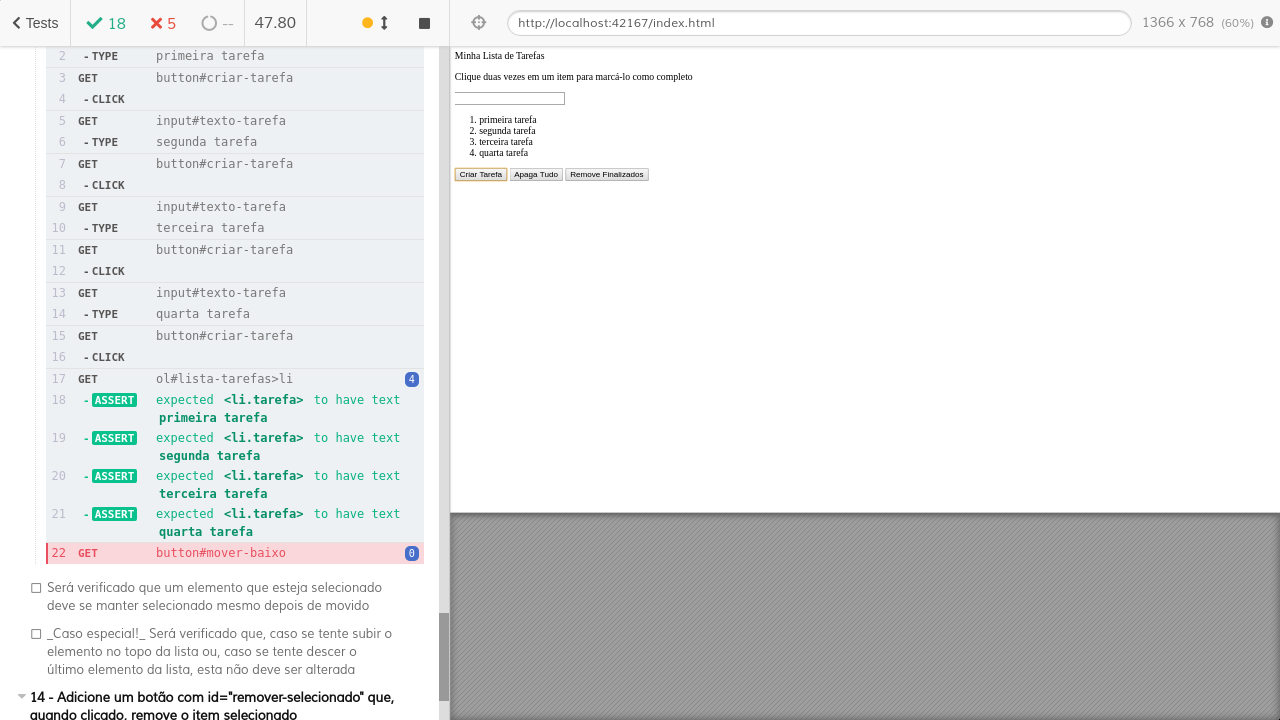 Tests
18
5
--
47.80
http://localhost:42167/index.html
1366 x 768 (60%)
2 - TYPE primeira tarefa
3 GET button#criar-tarefa
4 - CLICK
5 GET input#texto-tarefa
6 - TYPE segunda tarefa
7 GET button#criar-tarefa
8 - CLICK
9 GET input#texto-tarefa
10 - TYPE terceira tarefa
11 GET button#criar-tarefa
12 - CLICK
13 GET input#texto-tarefa
14 - TYPE quarta tarefa
15 GET button#criar-tarefa
16 - CLICK
17 GET ol#lista-tarefas>li 4
18 - ASSERT expected <li.tarefa> to have text
primeira tarefa
19 - ASSERT expected <li.tarefa> to have text
segunda tarefa
20 - ASSERT expected <li.tarefa> to have text
terceira tarefa
21 - ASSERT expected <li.tarefa> to have text
quarta tarefa
22 GET button#mover-baixo 0
Será verificado que um elemento que esteja selecionado
deve se manter selecionado mesmo depois de movido
_Caso especial!_ Será verificado que, caso se tente subir o
elemento no topo da lista ou, caso se tente descer o
último elemento da lista, esta não deve ser alterada
14 - Adicione um botão com id="remover-selecionado" que,
quando clicado, remove o item selecionado
Minha Lista de Tarefas
Clique duas vezes em um item para marcá-lo como completo
1. primeira tarefa
2. segunda tarefa
3. terceira tarefa
4. quarta tarefa
Criar Tarefa Apaga Tudo Remove Finalizados